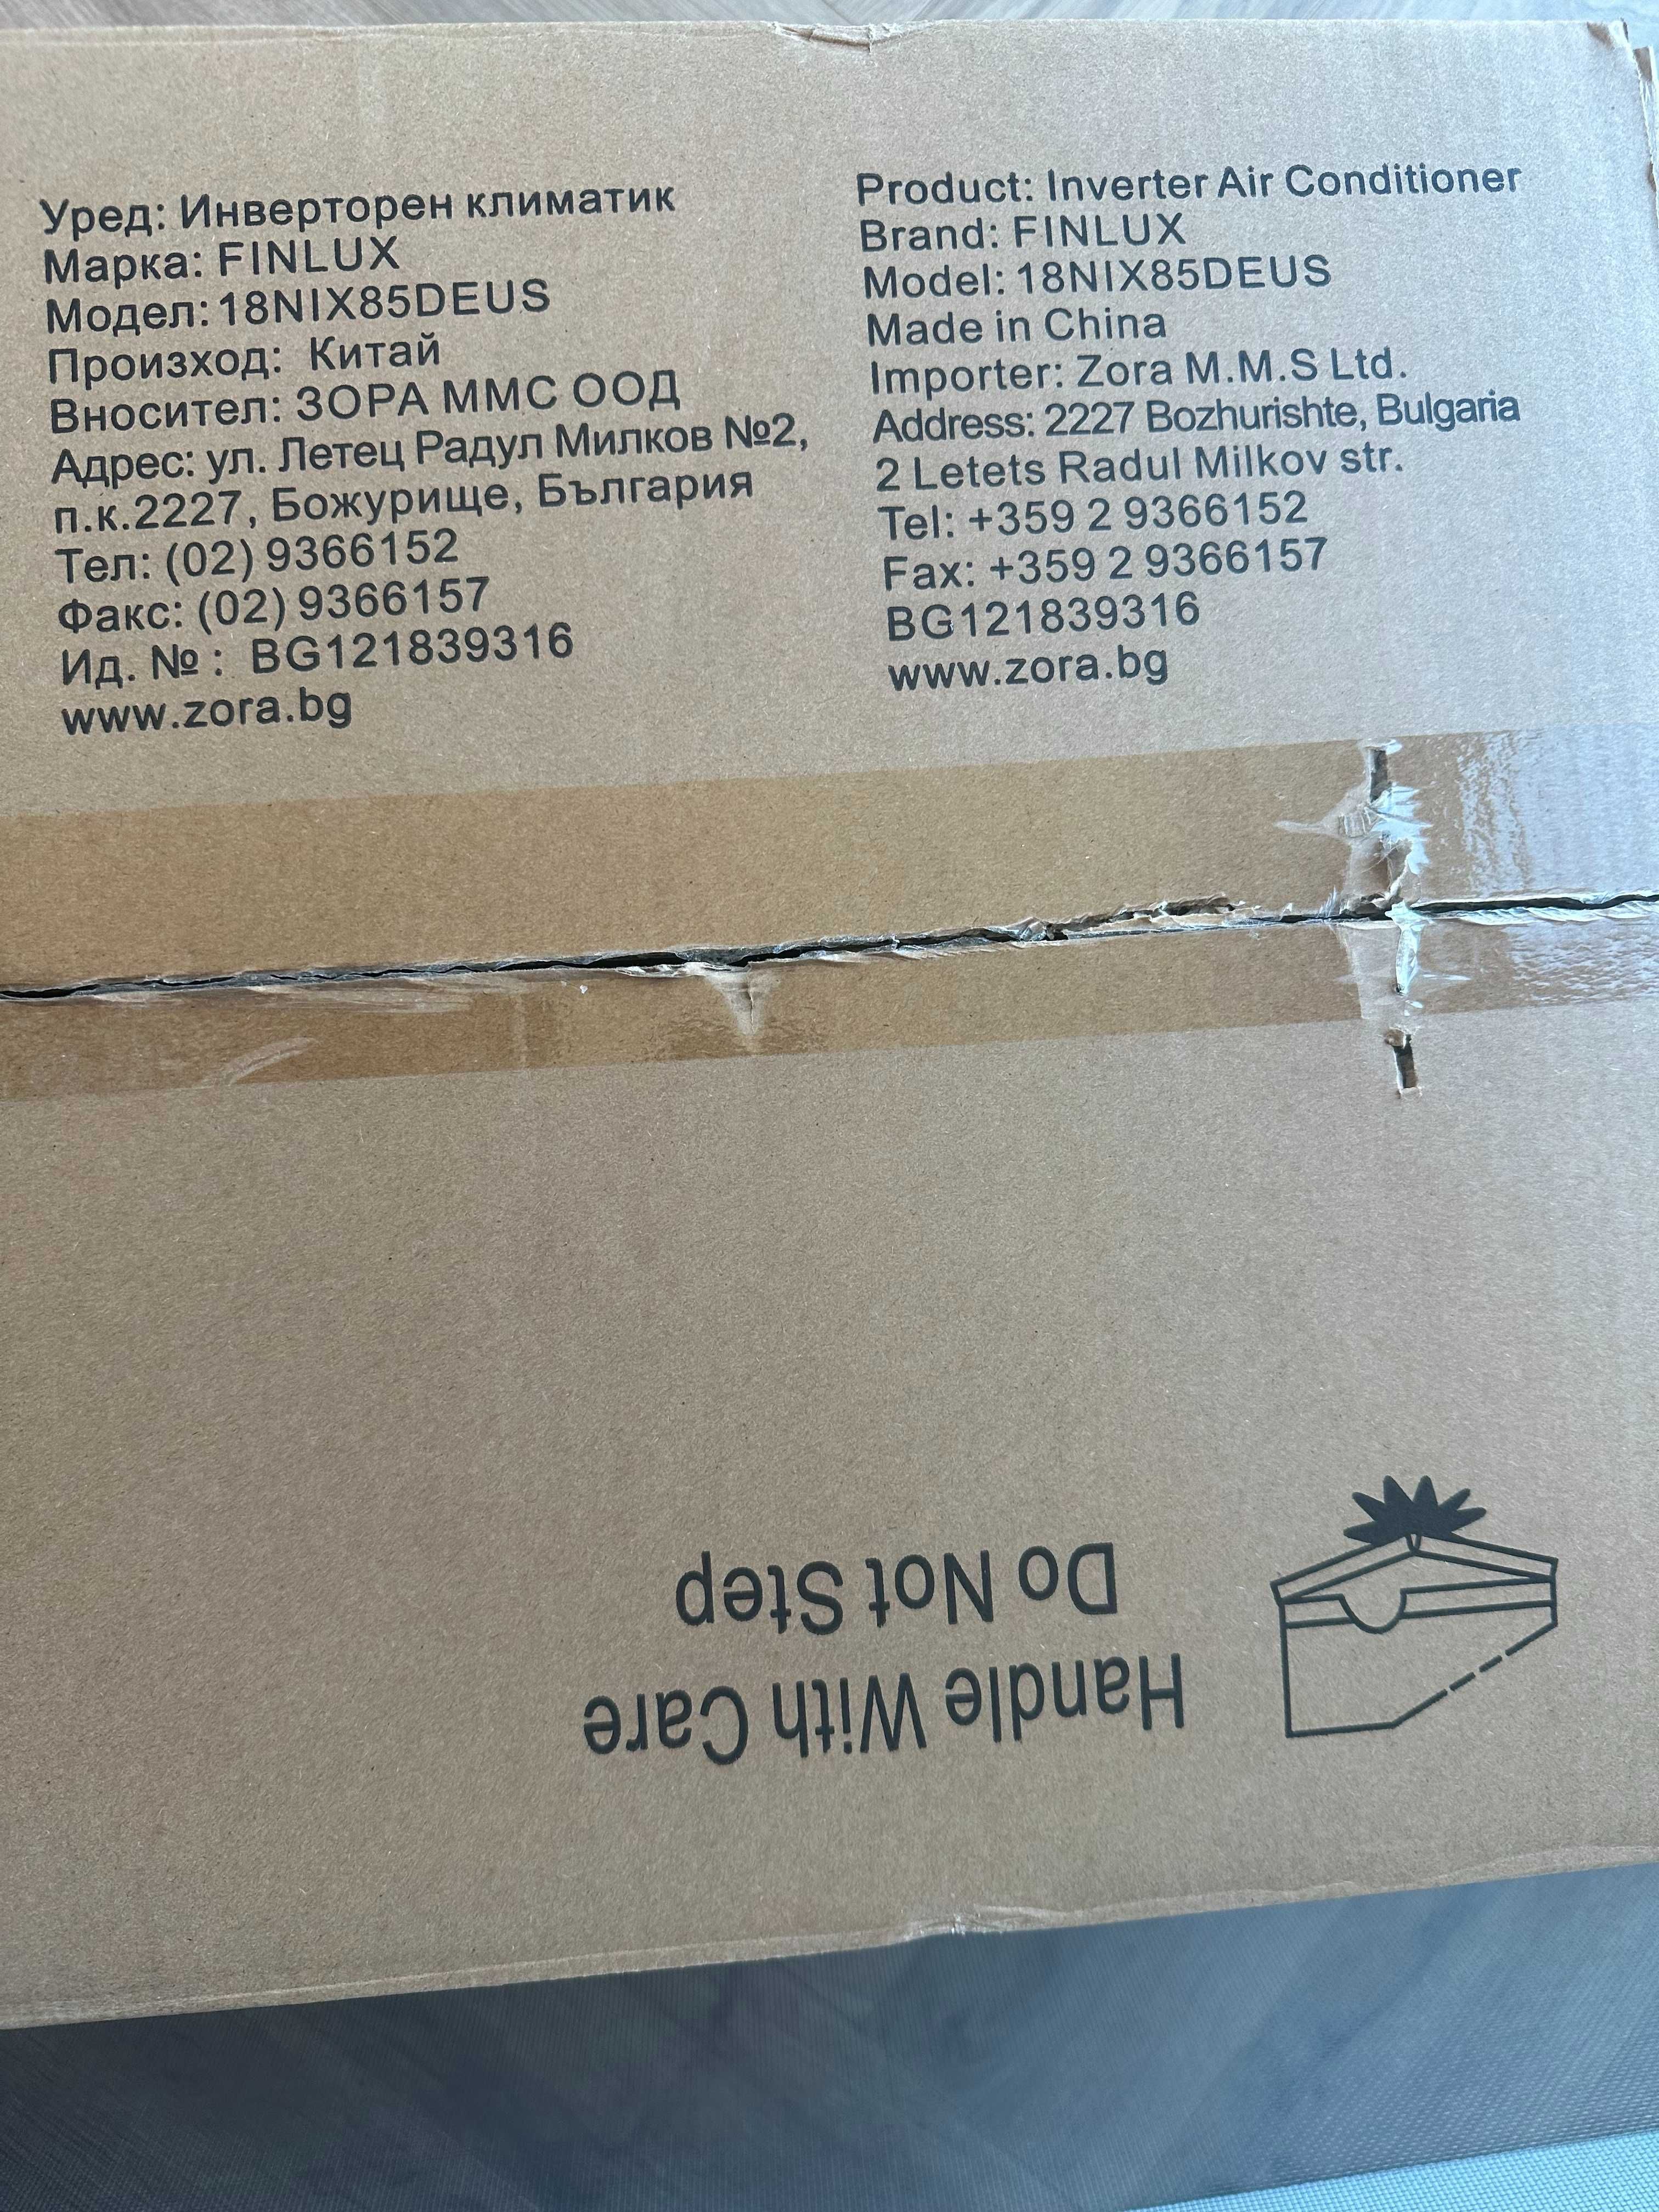 Уред: Инверторен климатик
Марка: FINLUX
Модел: 18NIX85DEUS
Произход: Китай
Вносител: ЗОРА ММС ООД
Адрес: ул. Летец Радул Милков №2,
п.к.2227, Божурище, България
Тел: (02) 9366152
Факс: (02) 9366157
Ид. № : BG121839316
www.zora.bg
Product: Inverter Air Conditioner
Brand: FINLUX
Model: 18NIX85DEUS
Made in China
Importer: Zora M.M.S Ltd.
Address: 2227 Bozhurishte, Bulgaria
2 Letets Radul Milkov str.
Tel: +359 2 9366152
Fax: +359 2 9366157
BG121839316
www.zora.bg
Handle With Care
Do Not Step